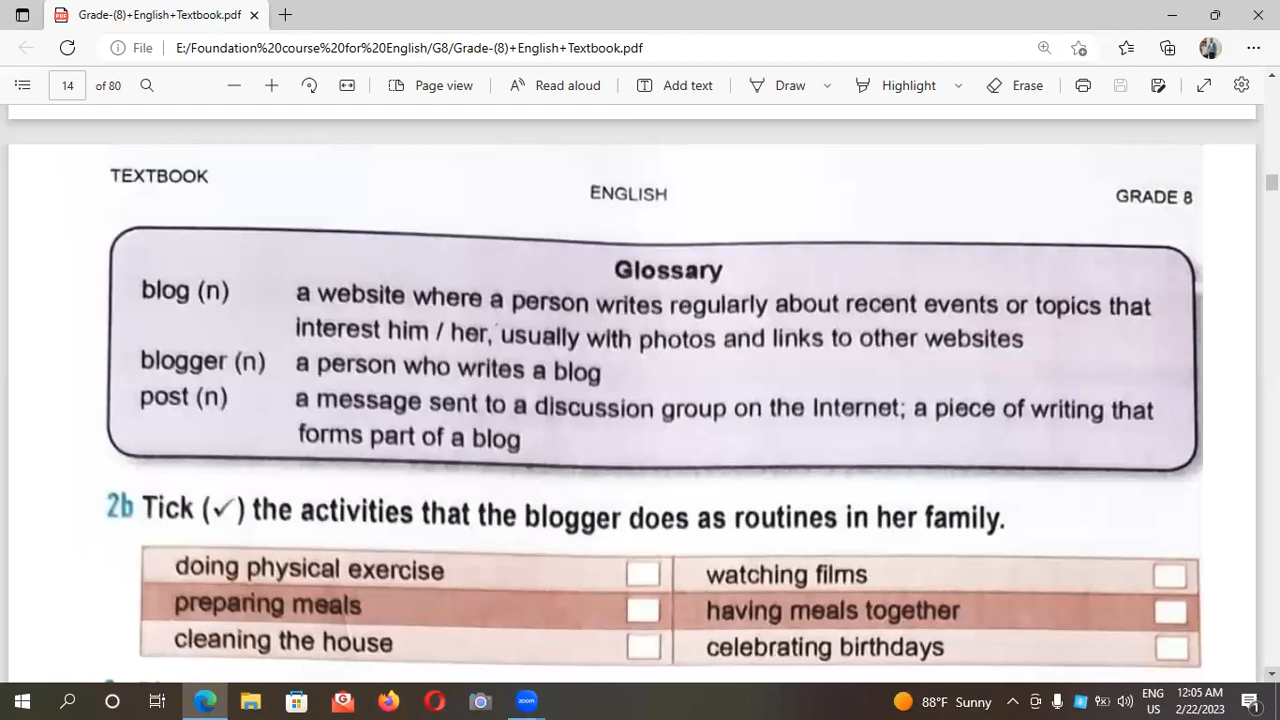 Grade-(8)+English+Textbook.pdf
File E:/Foundation%20course%20for%20English/G8/Grade-(8)+English+Textbook.pdf
14 of 80 Page view Read aloud Add text Draw Highlight Erase
TEXTBOOK
ENGLISH
GRADE 8
Glossary
blog (n) a website where a person writes regularly about recent events or topics that
interest him / her, usually with photos and links to other websites
blogger (n) a person who writes a blog
post (n) a message sent to a discussion group on the Internet; a piece of writing that
forms part of a blog
2b Tick (✓) the activities that the blogger does as routines in her family.
doing physical exercise watching films
preparing meals having meals together
cleaning the house celebrating birthdays
zoom 88°F Sunny ENG 12:05 AM
US 2/22/2023 1